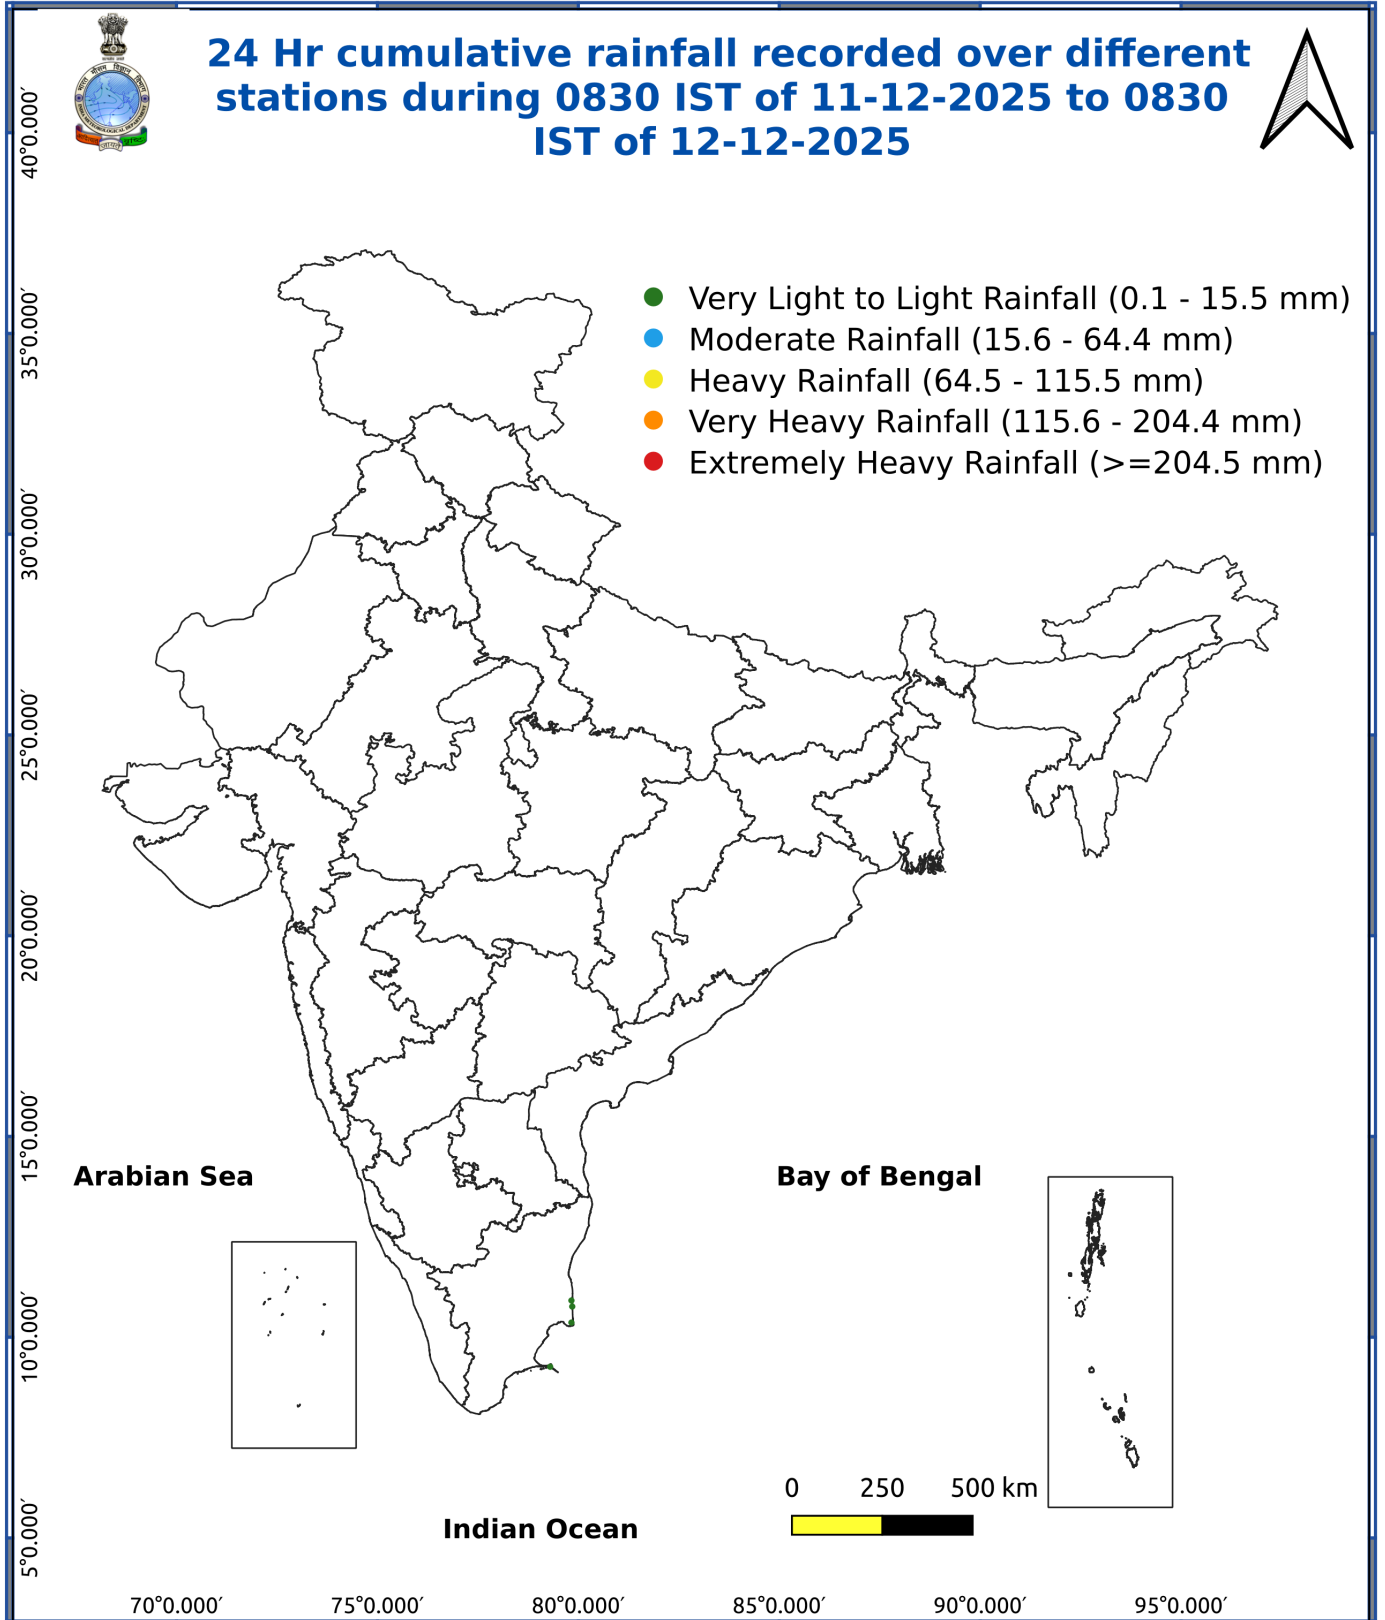 24 Hr cumulative rainfall recorded over different
stations during 0830 IST of 11-12-2025 to 0830
IST of 12-12-2025
Very Light to Light Rainfall (0.1 - 15.5 mm)
Moderate Rainfall (15.6 - 64.4 mm)
Heavy Rainfall (64.5 - 115.5 mm)
Very Heavy Rainfall (115.6 - 204.4 mm)
Extremely Heavy Rainfall (>=204.5 mm)
40°0.000′
35°0.000′
30°0.000′
25°0.000′
20°0.000′
15°0.000′
10°0.000′
5°0.000′
Arabian Sea
Bay of Bengal
Indian Ocean
0 250 500 km
70°0.000′ 75°0.000′ 80°0.000′ 85°0.000′ 90°0.000′ 95°0.000′